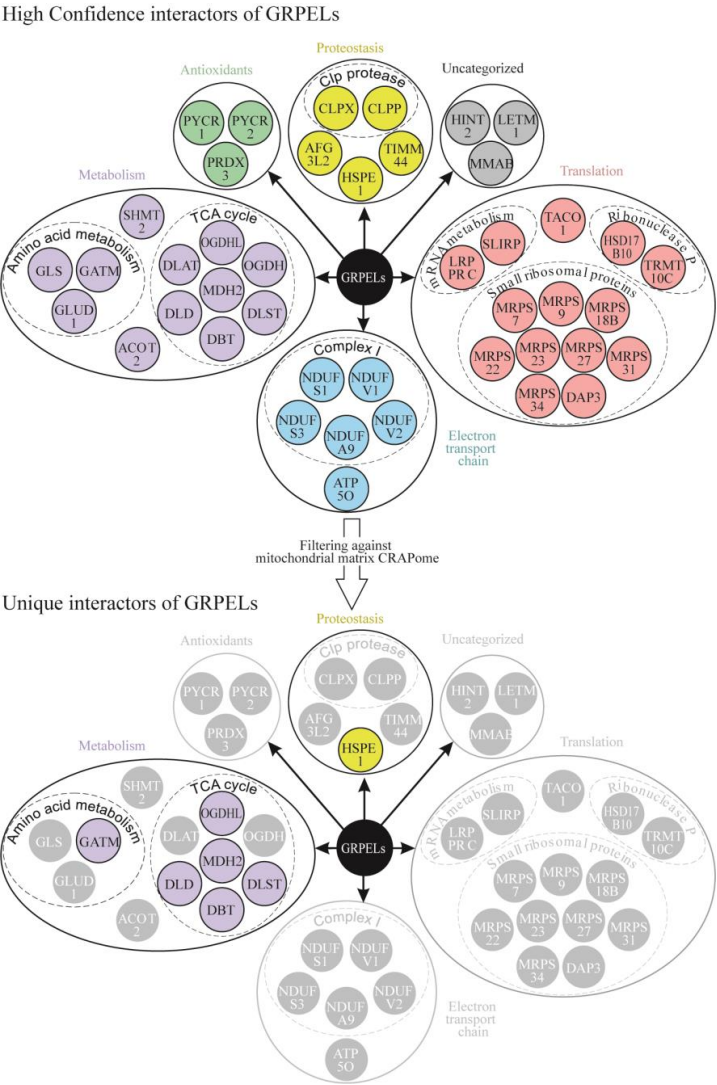 High Confidence interactors of GRPELs
Proteostasis
Antioxidants
Clp protease
Uncategorized
CLPX
CLPP
PYCR
1
PYCR
2
HINT
2
LETM
1
AFG
3L2
TIMM
44
PRDX
3
HSPE
1
MMAB
Metabolism
Translation
SHMT
2
TCA cycle
Amino acid metabolism
OGDHL
GLS
GATM
DLAT
OGDH
MDH2
GLUD
1
DLD
DLST
DBT
ACOT
2
GRPELs
mRNA metabolism
SLIRP
LRP
PRC
TACO
1
Ribonuclease P
HSD17
B10
TRMT
10C
Small ribosomal proteins
MRPS
7
MRPS
9
MRPS
18B
MRPS
22
MRPS
23
MRPS
27
MRPS
31
MRPS
34
DAP3
Complex I
NDUF
S1
NDUF
V1
NDUF
S3
NDUF
A9
NDUF
V2
ATP
5O
Electron
transport
chain
Filtering against
mitochondrial matrix CRAPome
Unique interactors of GRPELs
Proteostasis
Antioxidants
Clp protease
Uncategorized
CLPX
CLPP
PYCR
1
PYCR
2
HINT
2
LETM
1
AFG
3L2
TIMM
44
PRDX
3
HSPE
1
MMAB
Metabolism
Translation
SHMT
2
TCA cycle
Amino acid metabolism
OGDHL
GLS
GATM
DLAT
OGDH
MDH2
GLUD
1
DLD
DLST
DBT
ACOT
2
GRPELs
mRNA metabolism
SLIRP
LRP
PRC
TACO
1
Ribonuclease P
HSD17
B10
TRMT
10C
Small ribosomal proteins
MRPS
7
MRPS
9
MRPS
18B
MRPS
22
MRPS
23
MRPS
27
MRPS
31
MRPS
34
DAP3
Complex I
NDUF
S1
NDUF
V1
NDUF
S3
NDUF
A9
NDUF
V2
ATP
5O
Electron
transport
chain